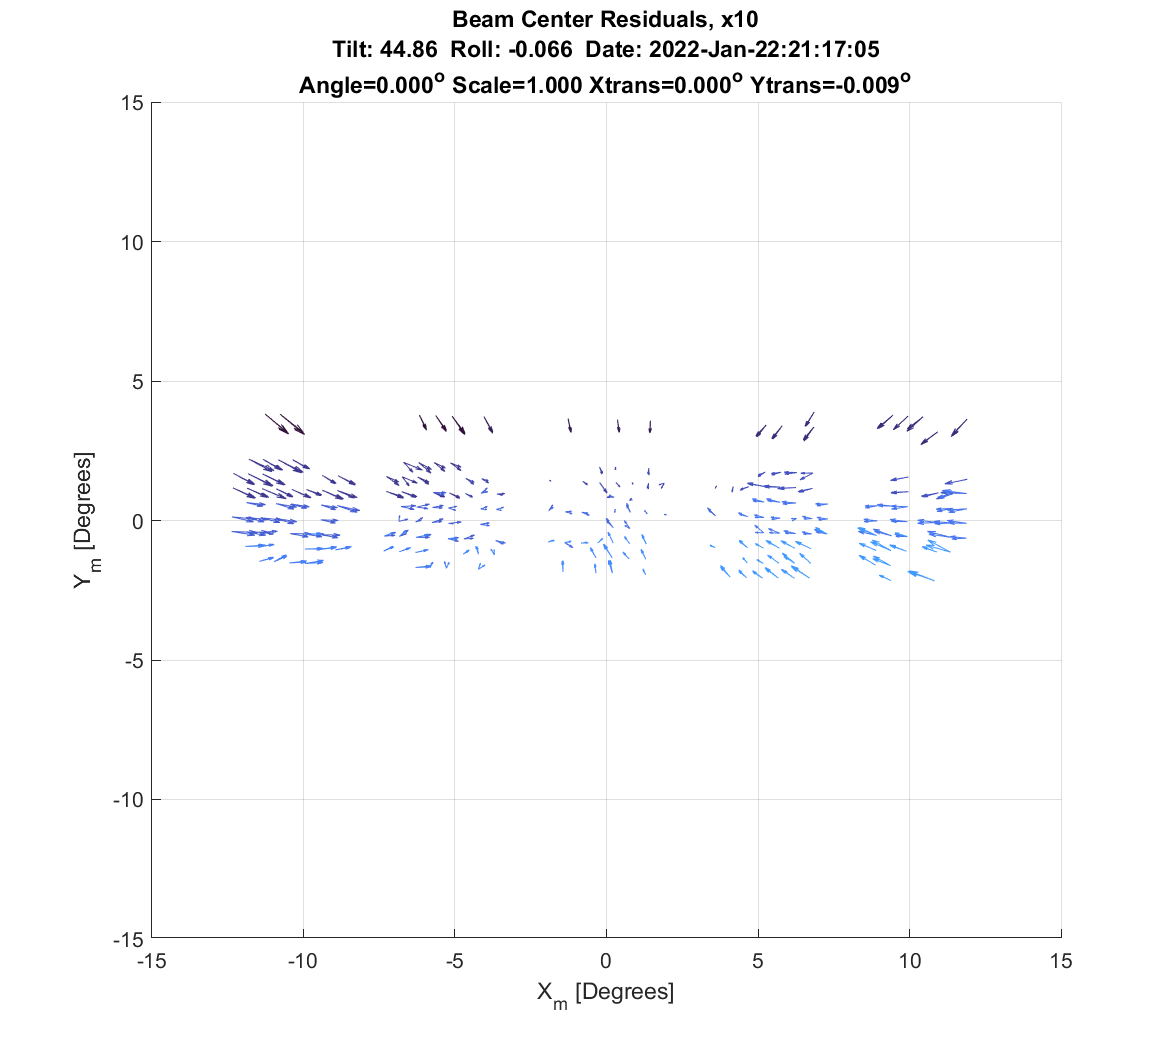 Beam Center Residuals, x10
Tilt: 44.86 Roll: -0.066 Date: 2022-Jan-22:21:17:05
Angle=0.000° Scale=1.000 Xtrans=0.000° Ytrans=-0.009°
15
10
5
0
-5
-10
-15
Y_m [Degrees]
-15 -10 -5 0 5 10 15
X_m [Degrees]